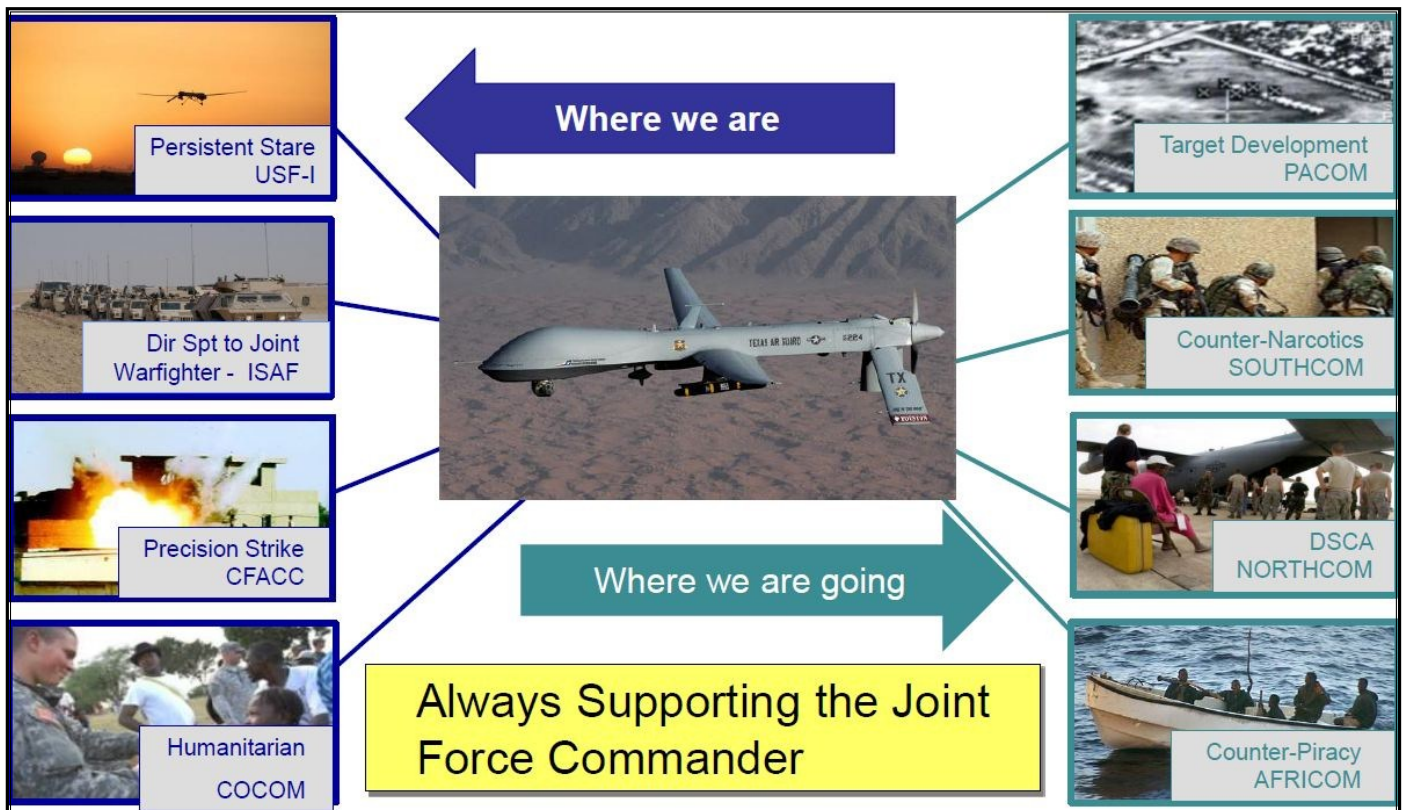 Where we are
Persistent Stare
USF-I
Dir Spt to Joint
Warfighter - ISAF
Precision Strike
CFACC
Humanitarian
COCOM
TEXAS AIR GUARD
TX
Where we are going
Always Supporting the Joint
Force Commander
Target Development
PACOM
Counter-Narcotics
SOUTHCOM
DSCA
NORTHCOM
Counter-Piracy
AFRICOM